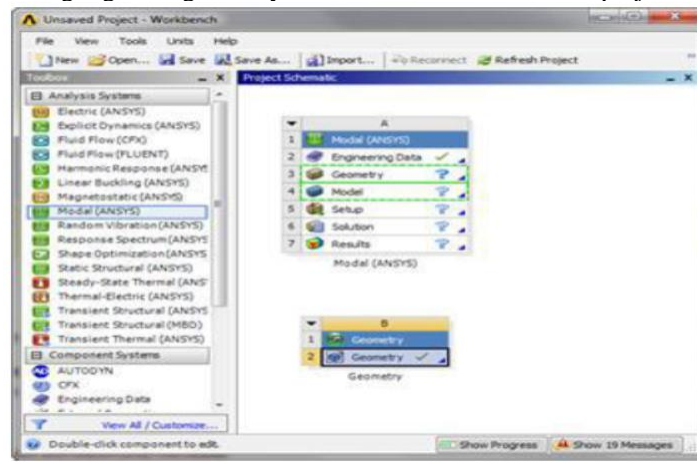 Unsaved Project - Workbench
File View Tools Units Help
New Open... Save Save As... Import... Reconnect Refresh Project
Toolbox
Analysis Systems
Electric (ANSYS)
Explicit Dynamics (ANSYS)
Fluid Flow (CFX)
Fluid Flow (FLUENT)
Harmonic Response (ANSYS
Linear Buckling (ANSYS)
Magnetostatic (ANSYS)
Modal (ANSYS)
Random Vibration (ANSYS)
Response Spectrum (ANSYS
Shape Optimization (ANSYS
Static Structural (ANSYS)
Steady-State Thermal (ANS
Thermal-Electric (ANSYS)
Transient Structural (ANSYS
Transient Structural (MBD)
Transient Thermal (ANSYS)
Component Systems
AUTODYN
CFX
Engineering Data
View All / Customize...
Project Schematic
A
1 Modal (ANSYS)
2 Engineering Data
3 Geometry
4 Model
5 Setup
6 Solution
7 Results
Modal (ANSYS)
B
1 Geometry
2 Geometry
Geometry
Double-click component to edit.
Show Progress Show 19 Messages